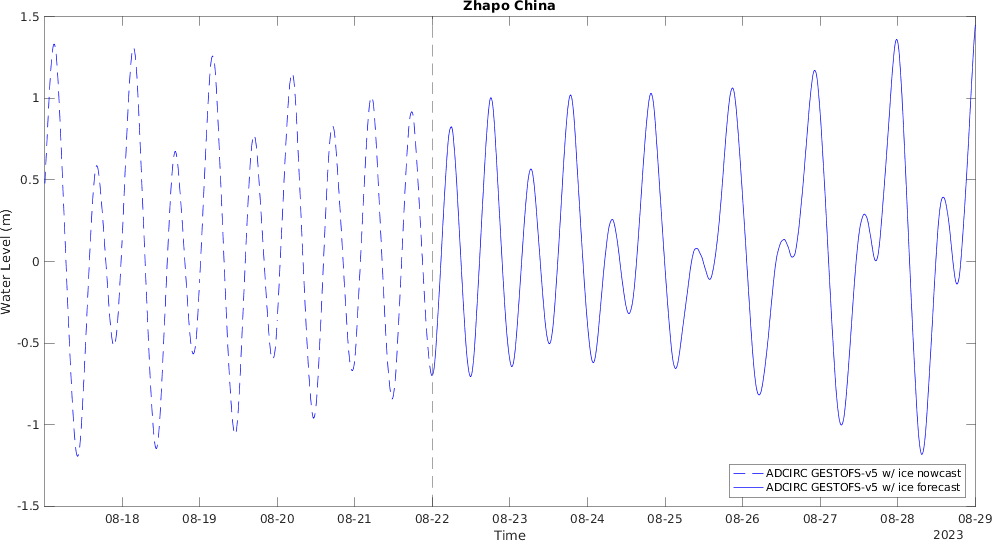 Zhapo China
1.5
1
0.5
0
-0.5
-1
-1.5
Water Level (m)
ADCIRC GESTOFS-v5 w/ ice nowcast
ADCIRC GESTOFS-v5 w/ ice forecast
08-18 08-19 08-20 08-21 08-22 08-23 08-24 08-25 08-26 08-27 08-28 08-29
Time
2023